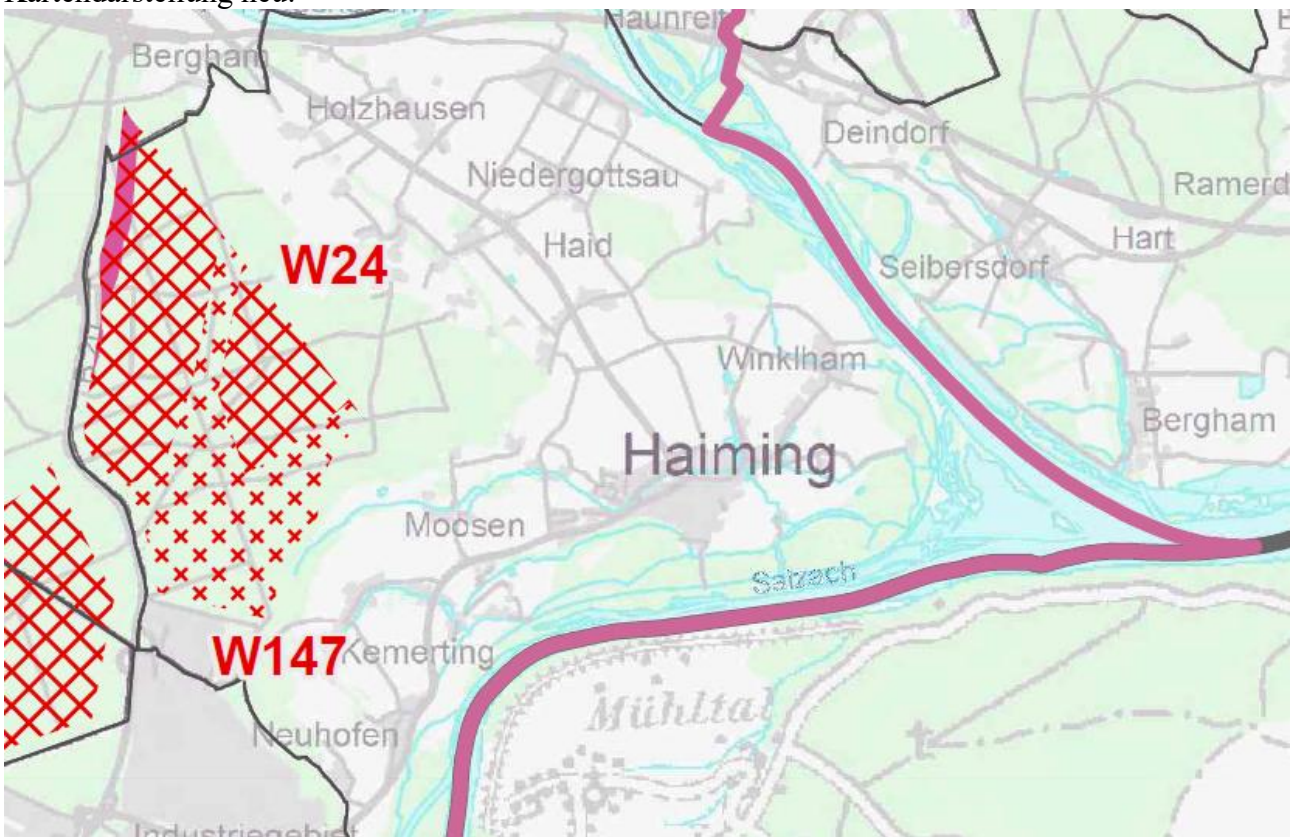 Kartendarstellung neu:
Haunreit
Bergham
Holzhausen
Deindorf
Niedergottsau
Ramerd
Haid
Hart
W24
Seibersdorf
Winklham
Bergham
Haiming
Moosen
Salzach
W147
Kemerting
Mühltal
Neuhofen
Industriegebiet